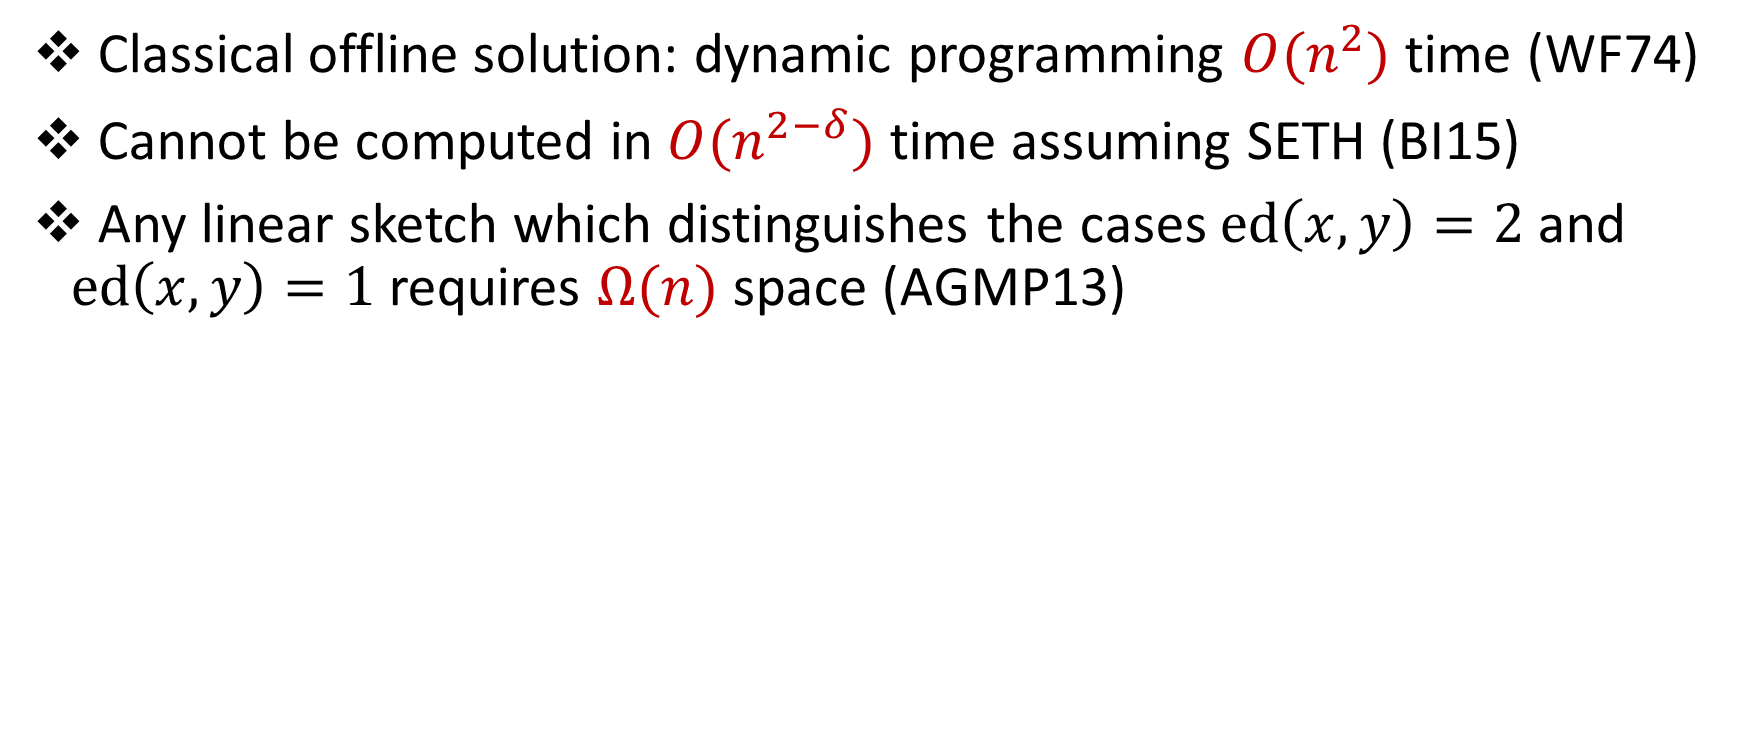 ❖ Classical offline solution: dynamic programming O(n²) time (WF74)
❖ Cannot be computed in O(n²⁻ᵟ) time assuming SETH (BI15)
❖ Any linear sketch which distinguishes the cases ed(x, y) = 2 and
ed(x, y) = 1 requires Ω(n) space (AGMP13)